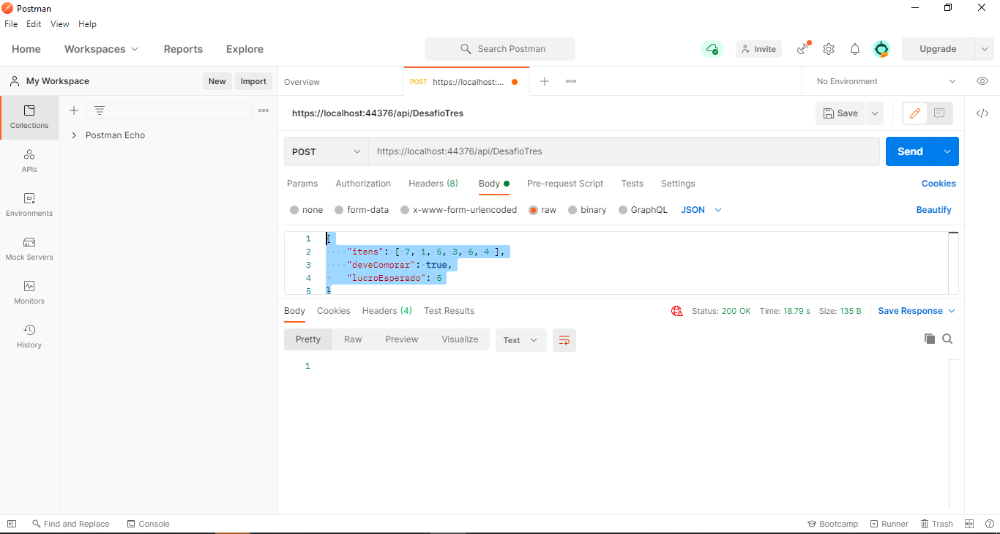 Postman
File Edit View Help
Home Workspaces Reports Explore Search Postman Invite Upgrade
My Workspace New Import Overview POST https://localhost:... No Environment
Collections
APIs
Environments
Mock Servers
Monitors
History
Postman Echo
https://localhost:44376/api/DesafioTres Save
POST https://localhost:44376/api/DesafioTres Send
Params Authorization Headers (8) Body Pre-request Script Tests Settings Cookies
none form-data x-www-form-urlencoded raw binary GraphQL JSON Beautify
1 {
2 "itens": [ 7, 1, 5, 3, 6, 4 ],
3 "deveComprar": true,
4 "lucroEsperado": 5
5 }
Body Cookies Headers (4) Test Results Status: 200 OK Time: 18.79 s Size: 135 B Save Response
Pretty Raw Preview Visualize Text
1
Find and Replace Console Bootcamp Runner Trash